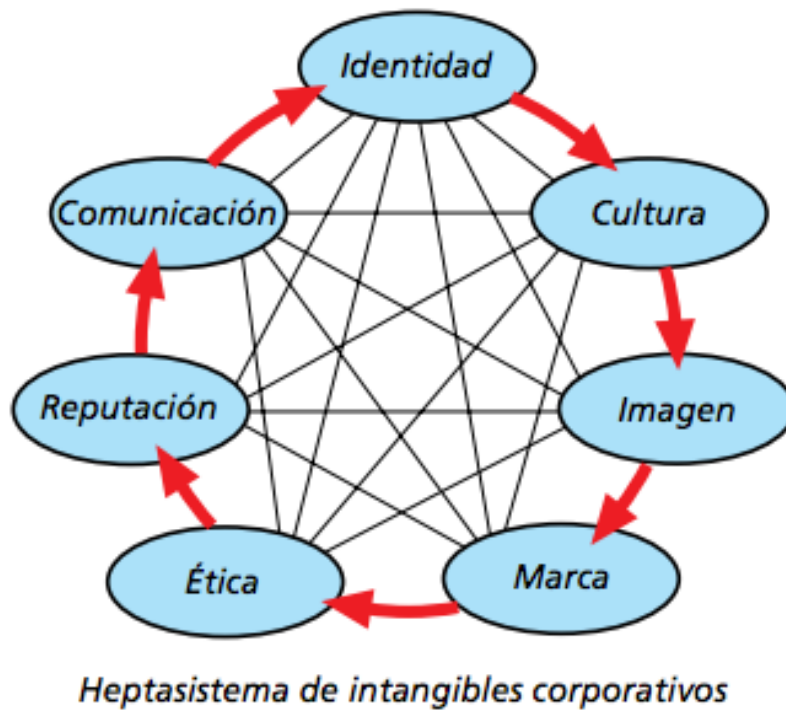 Identidad
Comunicación
Cultura
Reputación
Imagen
Ética
Marca
Heptasistema de intangibles corporativos